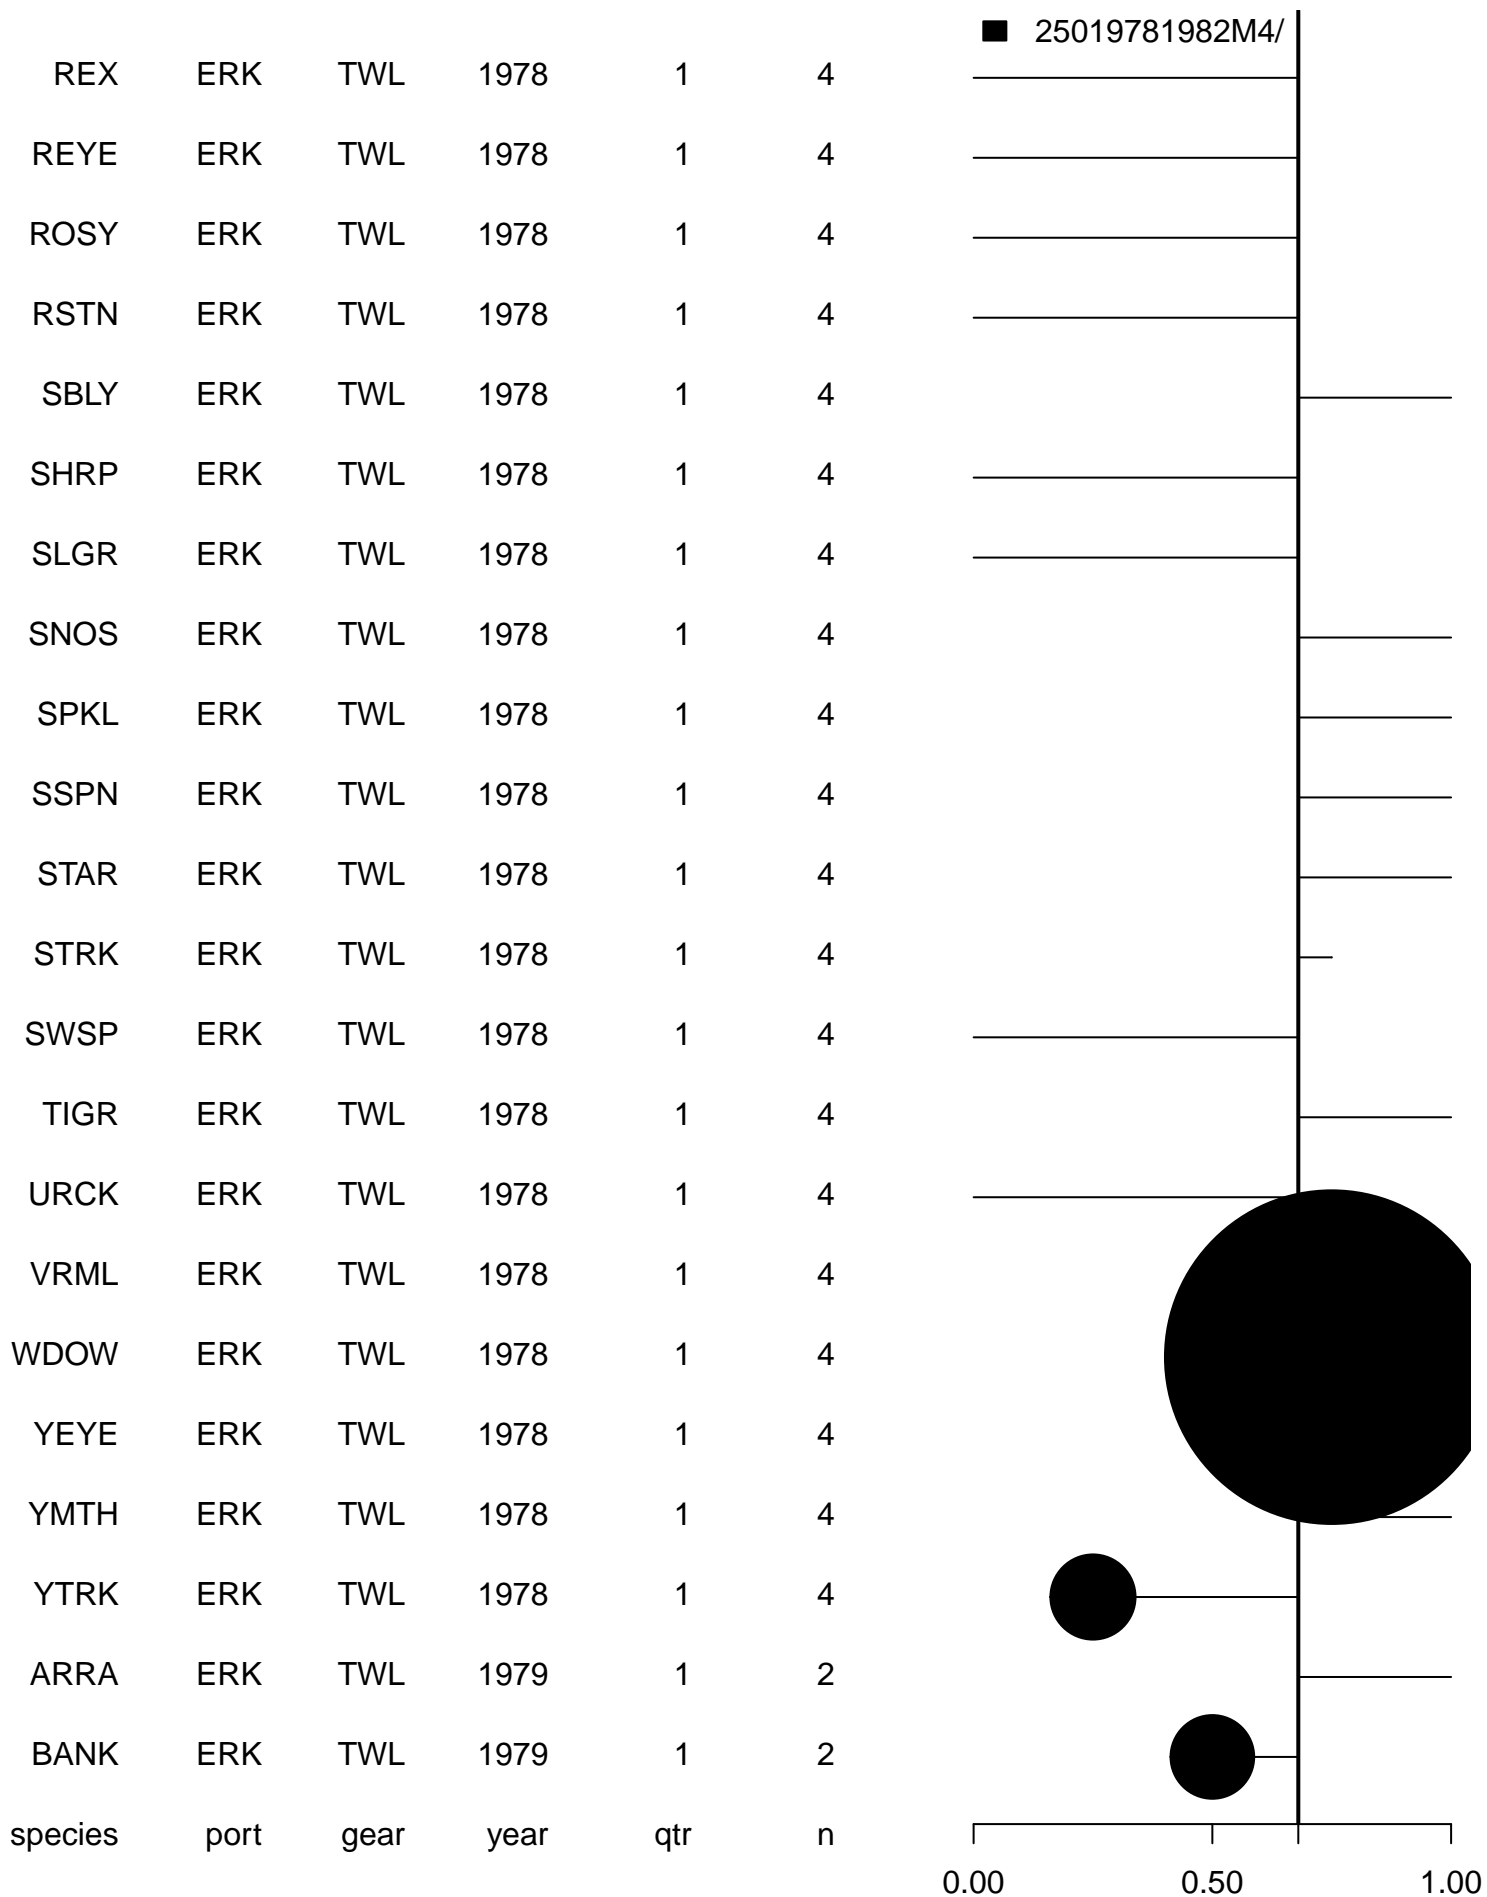 25019781982M4/
REX ERK TWL 1978 1 4
REYE ERK TWL 1978 1 4
ROSY ERK TWL 1978 1 4
RSTN ERK TWL 1978 1 4
SBLY ERK TWL 1978 1 4
SHRP ERK TWL 1978 1 4
SLGR ERK TWL 1978 1 4
SNOS ERK TWL 1978 1 4
SPKL ERK TWL 1978 1 4
SSPN ERK TWL 1978 1 4
STAR ERK TWL 1978 1 4
STRK ERK TWL 1978 1 4
SWSP ERK TWL 1978 1 4
TIGR ERK TWL 1978 1 4
URCK ERK TWL 1978 1 4
VRML ERK TWL 1978 1 4
WDOW ERK TWL 1978 1 4
YEYE ERK TWL 1978 1 4
YMTH ERK TWL 1978 1 4
YTRK ERK TWL 1978 1 4
ARRA ERK TWL 1979 1 2
BANK ERK TWL 1979 1 2
species port gear year qtr n
0.00 0.50 1.00